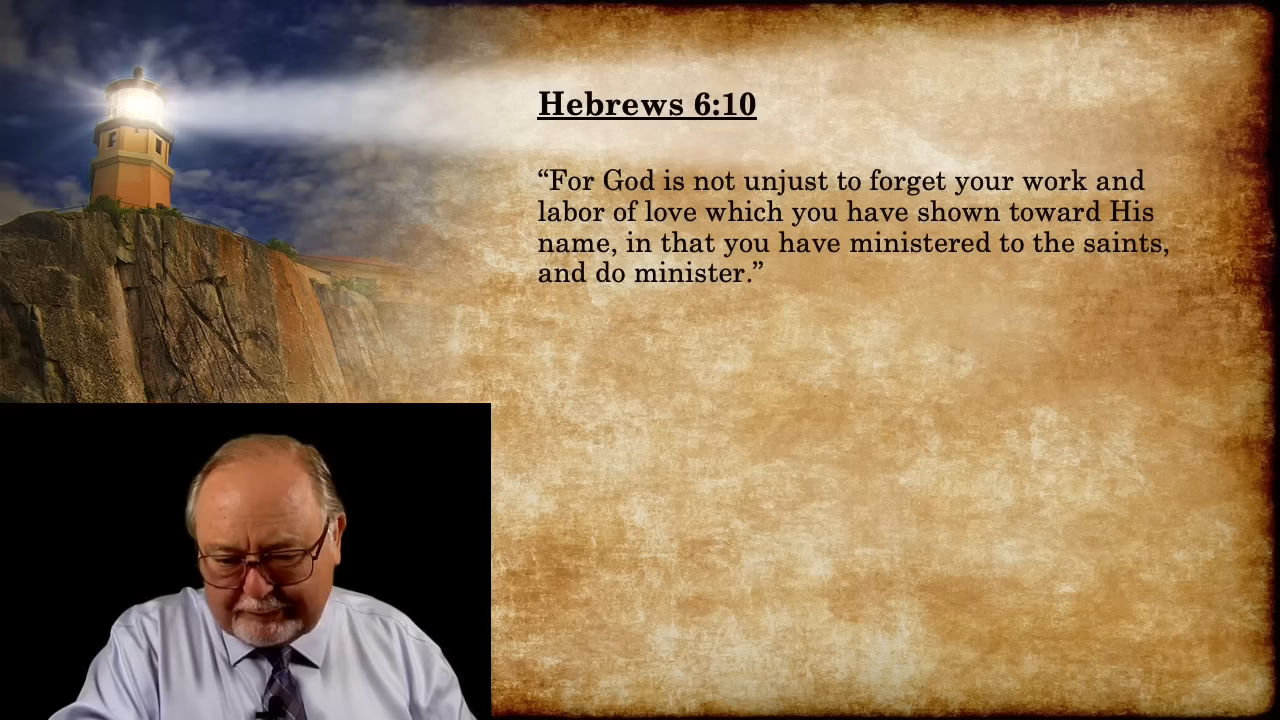 Hebrews 6:10
“For God is not unjust to forget your work and
labor of love which you have shown toward His
name, in that you have ministered to the saints,
and do minister.”